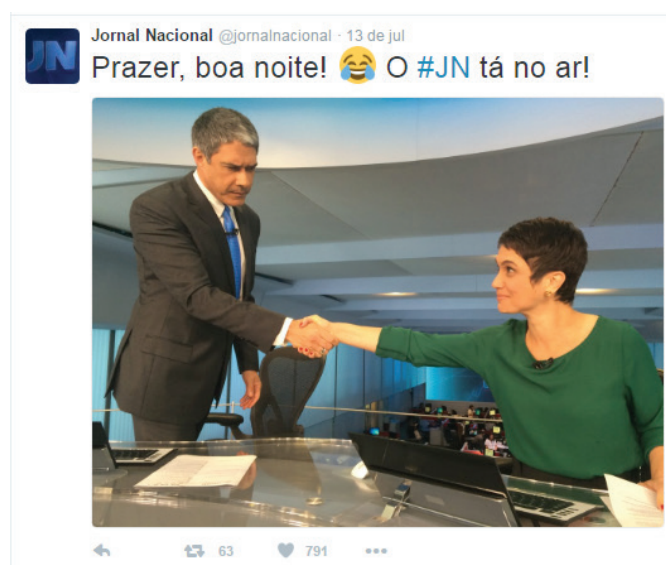 JN
Jornal Nacional @jornalnacional · 13 de jul
Prazer, boa noite! 😂 O #JN tá no ar!
63 791